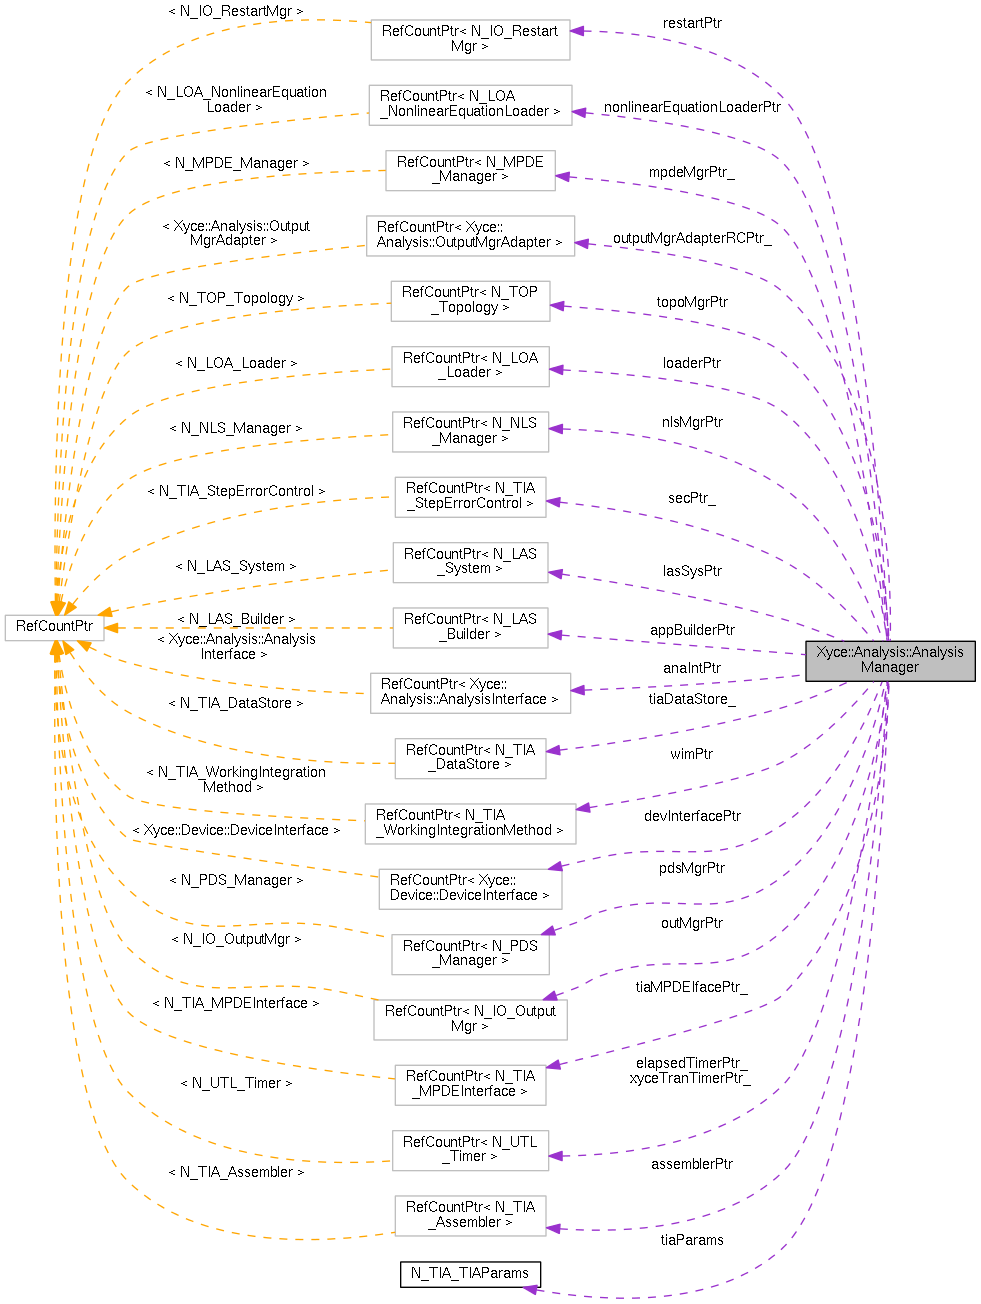 < N_IO_RestartMgr >
RefCountPtr< N_IO_Restart
Mgr >
restartPtr
< N_LOA_NonlinearEquation
Loader >
RefCountPtr< N_LOA
_NonlinearEquationLoader >
nonlinearEquationLoaderPtr
< N_MPDE_Manager >
RefCountPtr< N_MPDE
_Manager >
mpdeMgrPtr_
< Xyce::Analysis::Output
MgrAdapter >
RefCountPtr< Xyce::
Analysis::OutputMgrAdapter >
outputMgrAdapterRCPtr_
< N_TOP_Topology >
RefCountPtr< N_TOP
_Topology >
topoMgrPtr
< N_LOA_Loader >
RefCountPtr< N_LOA
_Loader >
loaderPtr
< N_NLS_Manager >
RefCountPtr< N_NLS
_Manager >
nlsMgrPtr
< N_TIA_StepErrorControl >
RefCountPtr< N_TIA
_StepErrorControl >
secPtr_
< N_LAS_System >
RefCountPtr< N_LAS
_System >
lasSysPtr
RefCountPtr
< N_LAS_Builder >
RefCountPtr< N_LAS
_Builder >
appBuilderPtr
Xyce::Analysis::Analysis
Manager
< Xyce::Analysis::Analysis
Interface >
RefCountPtr< Xyce::
Analysis::AnalysisInterface >
anaIntPtr
< N_TIA_DataStore >
RefCountPtr< N_TIA
_DataStore >
tiaDataStore_
< N_TIA_WorkingIntegration
Method >
RefCountPtr< N_TIA
_WorkingIntegrationMethod >
wimPtr
< Xyce::Device::DeviceInterface >
RefCountPtr< Xyce::
Device::DeviceInterface >
devInterfacePtr
< N_PDS_Manager >
RefCountPtr< N_PDS
_Manager >
pdsMgrPtr
< N_IO_OutputMgr >
RefCountPtr< N_IO_Output
Mgr >
outMgrPtr
< N_TIA_MPDEInterface >
RefCountPtr< N_TIA
_MPDEInterface >
tiaMPDEIfacePtr_
< N_UTL_Timer >
RefCountPtr< N_UTL
_Timer >
elapsedTimerPtr_
xyceTranTimerPtr_
< N_TIA_Assembler >
RefCountPtr< N_TIA
_Assembler >
assemblerPtr
N_TIA_TIAParams
tiaParams